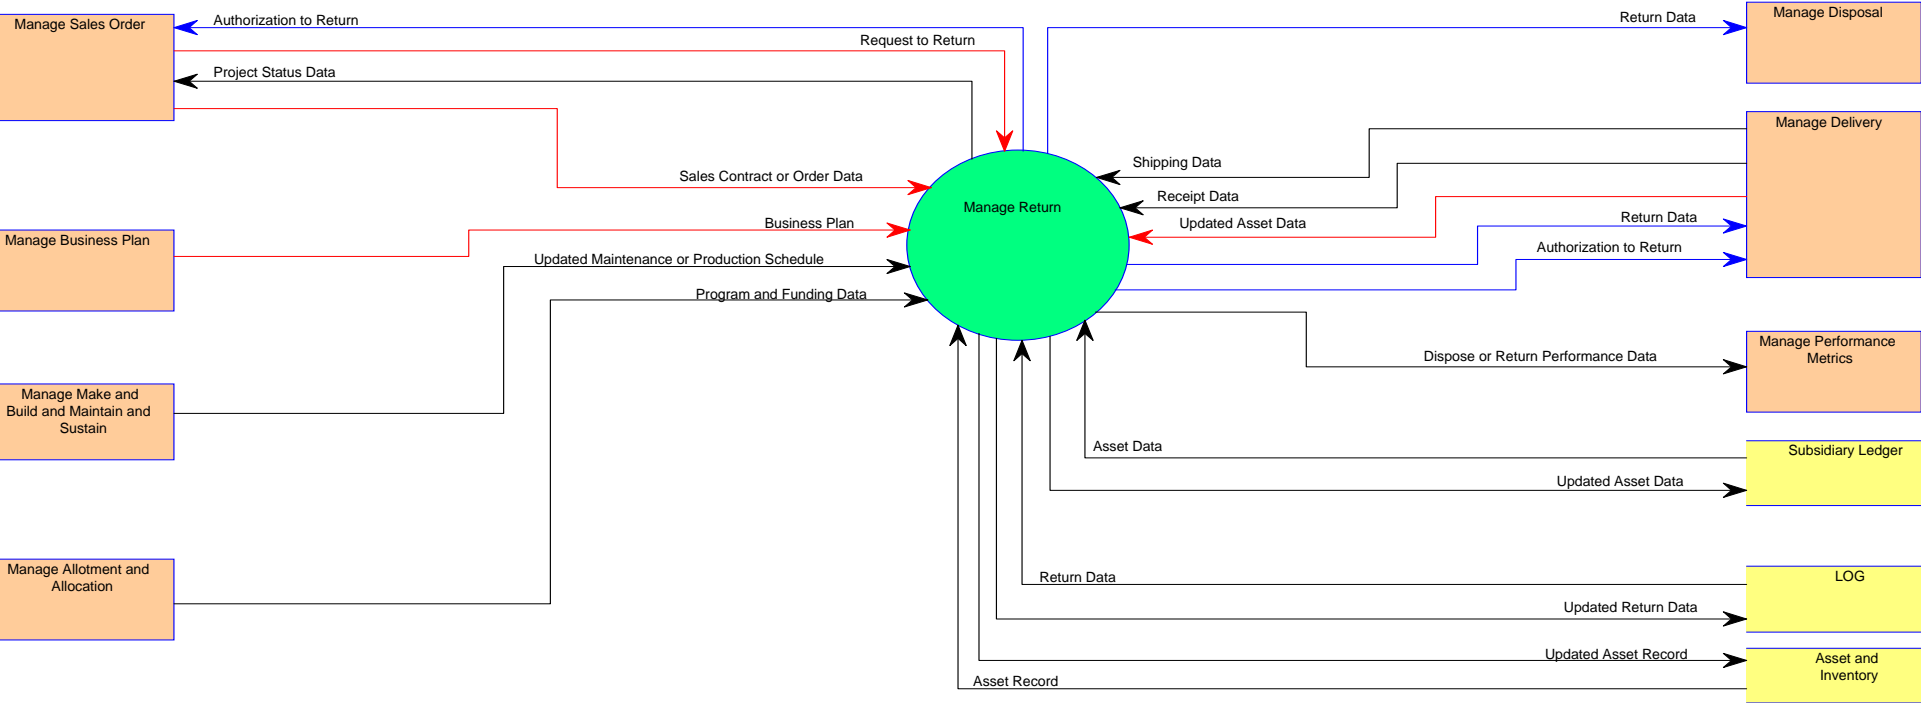 Manage Sales Order
Authorization to Return
Request to Return
Project Status Data
Sales Contract or Order Data
Manage Business Plan
Business Plan
Updated Maintenance or Production Schedule
Program and Funding Data
Manage Make and
Build and Maintain and
Sustain
Manage Allotment and
Allocation
Manage Return
Return Data
Manage Disposal
Manage Delivery
Shipping Data
Receipt Data
Updated Asset Data
Return Data
Authorization to Return
Manage Performance
Metrics
Dispose or Return Performance Data
Asset Data
Subsidiary Ledger
Updated Asset Data
Return Data
LOG
Updated Return Data
Updated Asset Record
Asset and
Inventory
Asset Record